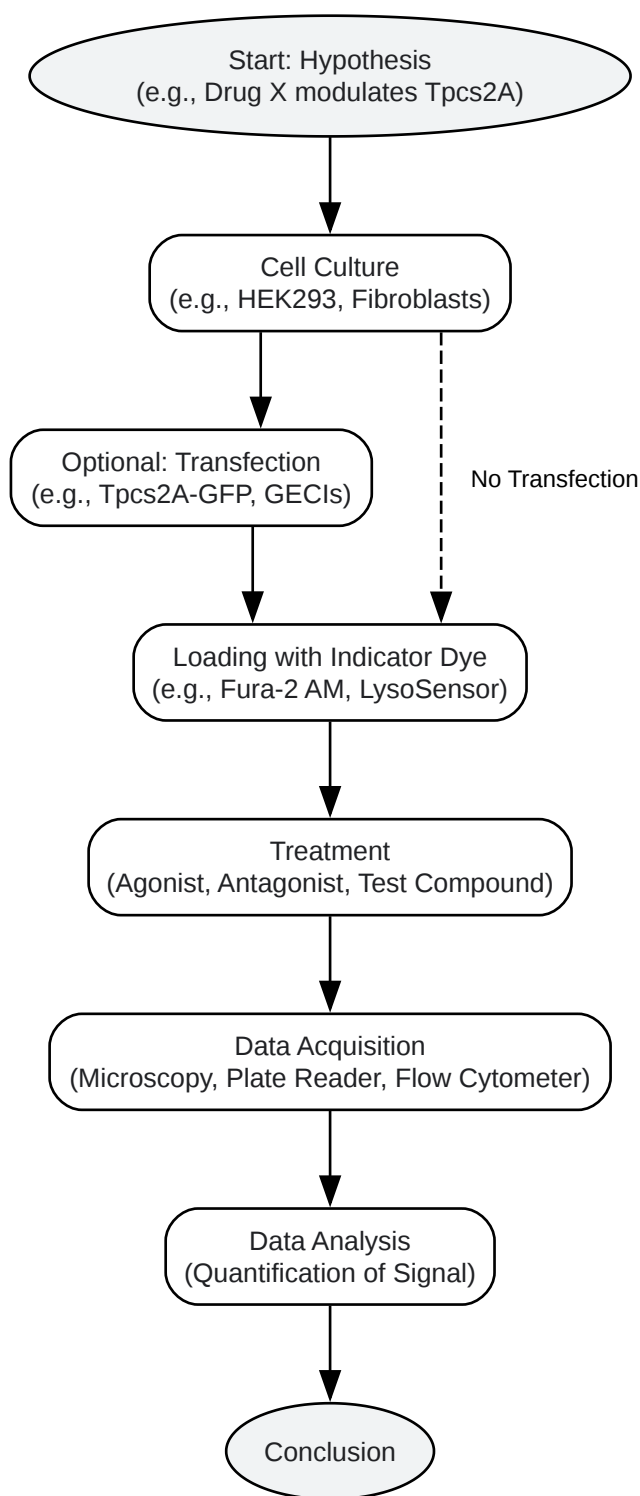 Start: Hypothesis
(e.g., Drug X modulates Tpcs2A)
Cell Culture
(e.g., HEK293, Fibroblasts)
Optional: Transfection
(e.g., Tpcs2A-GFP, GECIs)
No Transfection
Loading with Indicator Dye
(e.g., Fura-2 AM, LysoSensor)
Treatment
(Agonist, Antagonist, Test Compound)
Data Acquisition
(Microscopy, Plate Reader, Flow Cytometer)
Data Analysis
(Quantification of Signal)
Conclusion